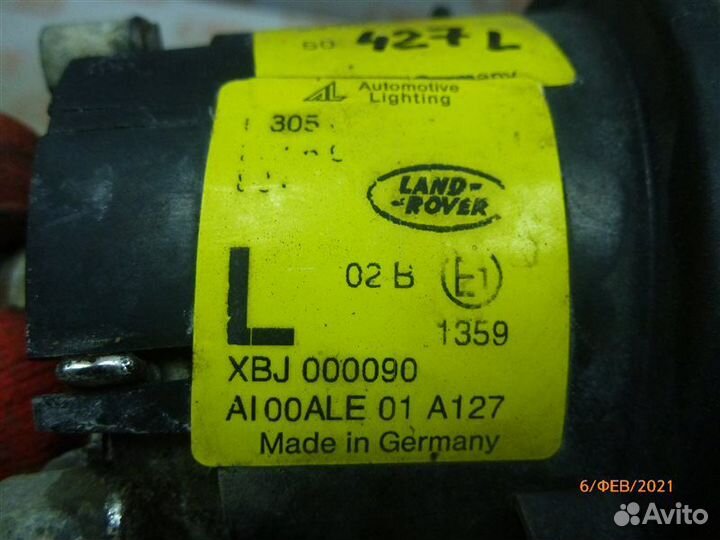 427 L
Germany
Automotive
Lighting
305
LAND-
ROVER
L
02 B E1
1359
XBJ 000090
AI00ALE 01 A127
Made in Germany
6/ФЕВ/2021
Avito